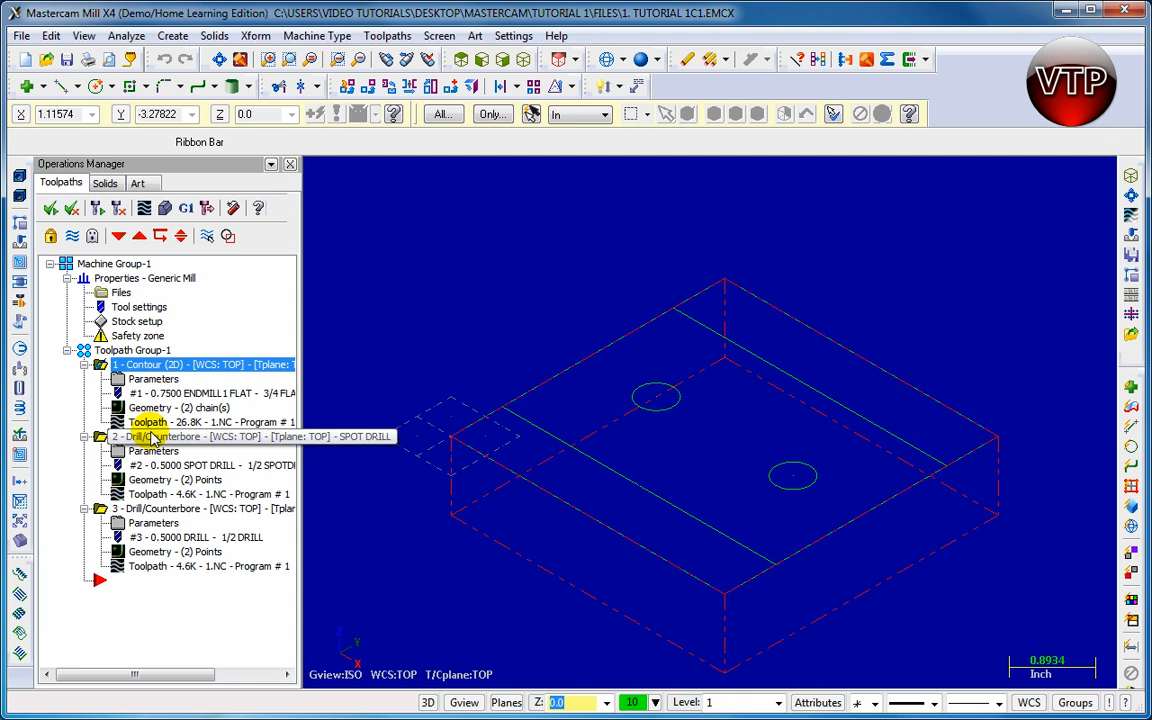 Mastercam Mill X4 (Demo/Home Learning Edition) C:\USERS\VIDEO TUTORIALS\DESKTOP\MASTERCAM\TUTORIAL 1\FILES\1. TUTORIAL 1C1.EMCX
File Edit View Analyze Create Solids Xform Machine Type Toolpaths Screen Art Settings Help
VTP
X 1.11574 Y -3.27822 Z 0.0 All... Only... In
Ribbon Bar
Operations Manager
Toolpaths Solids Art
G1
Machine Group-1
Properties - Generic Mill
Files
Tool settings
Stock setup
Safety zone
Toolpath Group-1
1 - Contour (2D) - [WCS: TOP] - [Tplane: T
Parameters
#1 - 0.7500 ENDMILL1 FLAT - 3/4 FLA
Geometry - (2) chain(s)
Toolpath - 26.8K - 1.NC - Program # 1
2 - Drill/Counterbore - [WCS: TOP] - [Tplane: TOP] - SPOT DRILL
Parameters
#2 - 0.5000 SPOT DRILL - 1/2 SPOTD
Geometry - (2) Points
Toolpath - 4.6K - 1.NC - Program # 1
3 - Drill/Counterbore - [WCS: TOP] - [Tplar
Parameters
#3 - 0.5000 DRILL - 1/2 DRILL
Geometry - (2) Points
Toolpath - 4.6K - 1.NC - Program # 1
Z
Y
X
0.8934
Inch
Gview:ISO WCS:TOP T/Cplane:TOP
3D Gview Planes Z: 0.0 10 Level: 1 Attributes WCS Groups ! ?